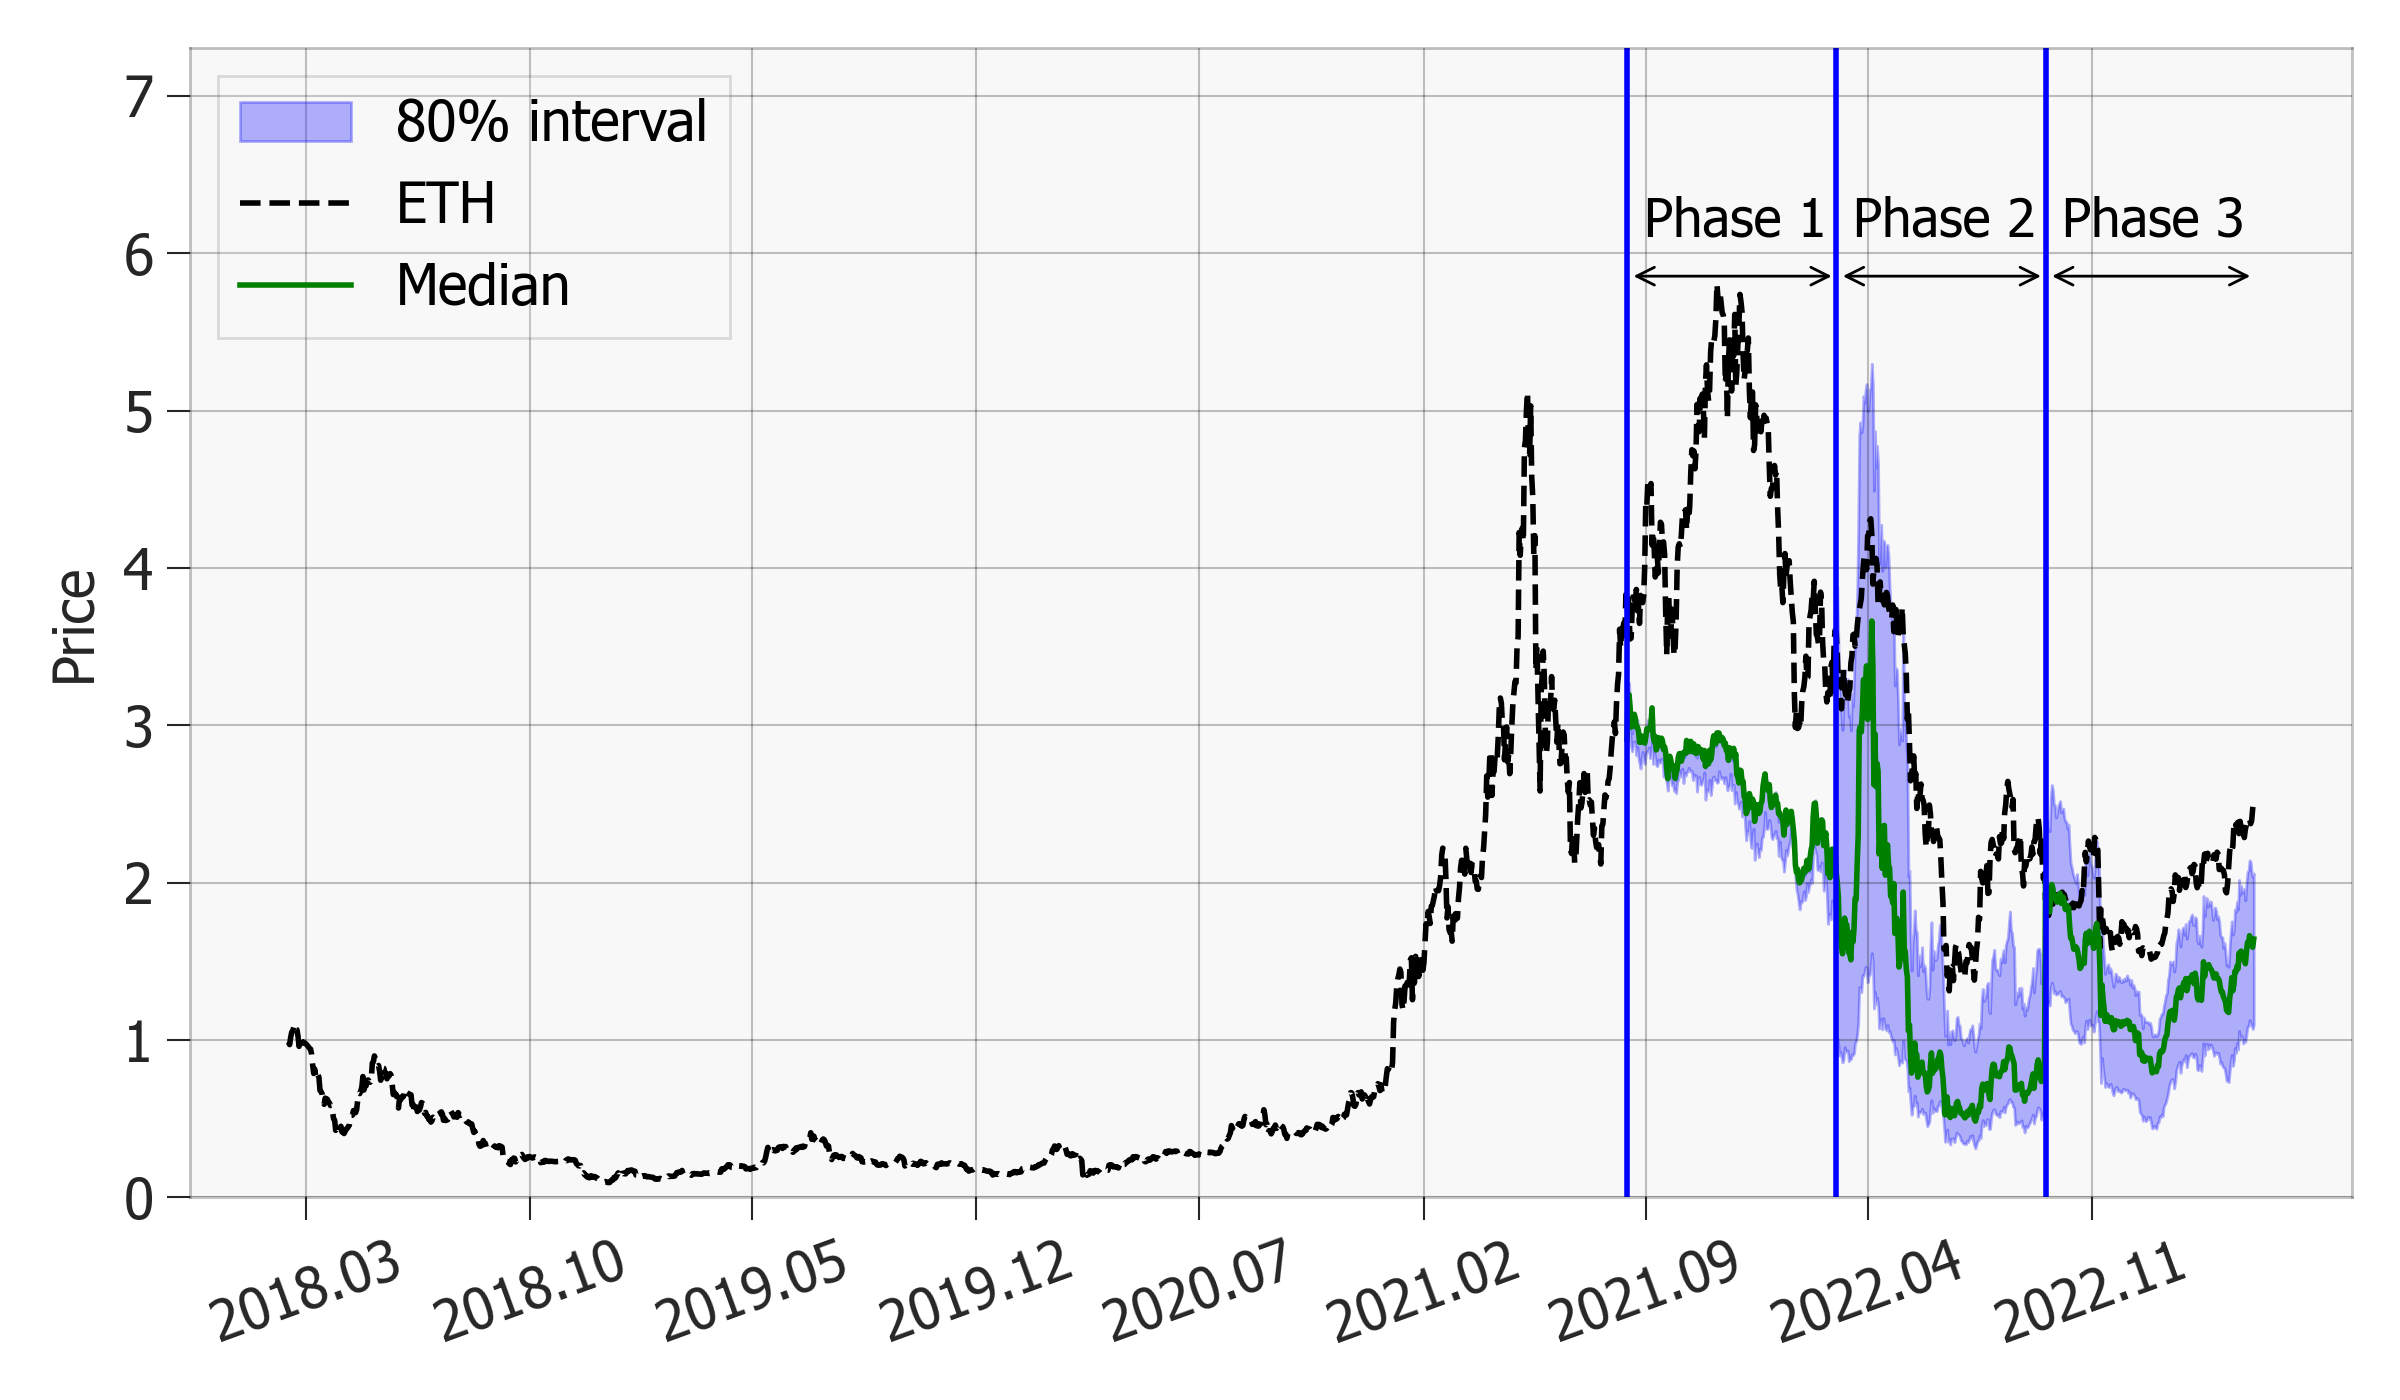 80% interval
ETH
Median
Phase 1
Phase 2
Phase 3
Price
7
6
5
4
3
2
1
0
2018.03
2018.10
2019.05
2019.12
2020.07
2021.02
2021.09
2022.04
2022.11